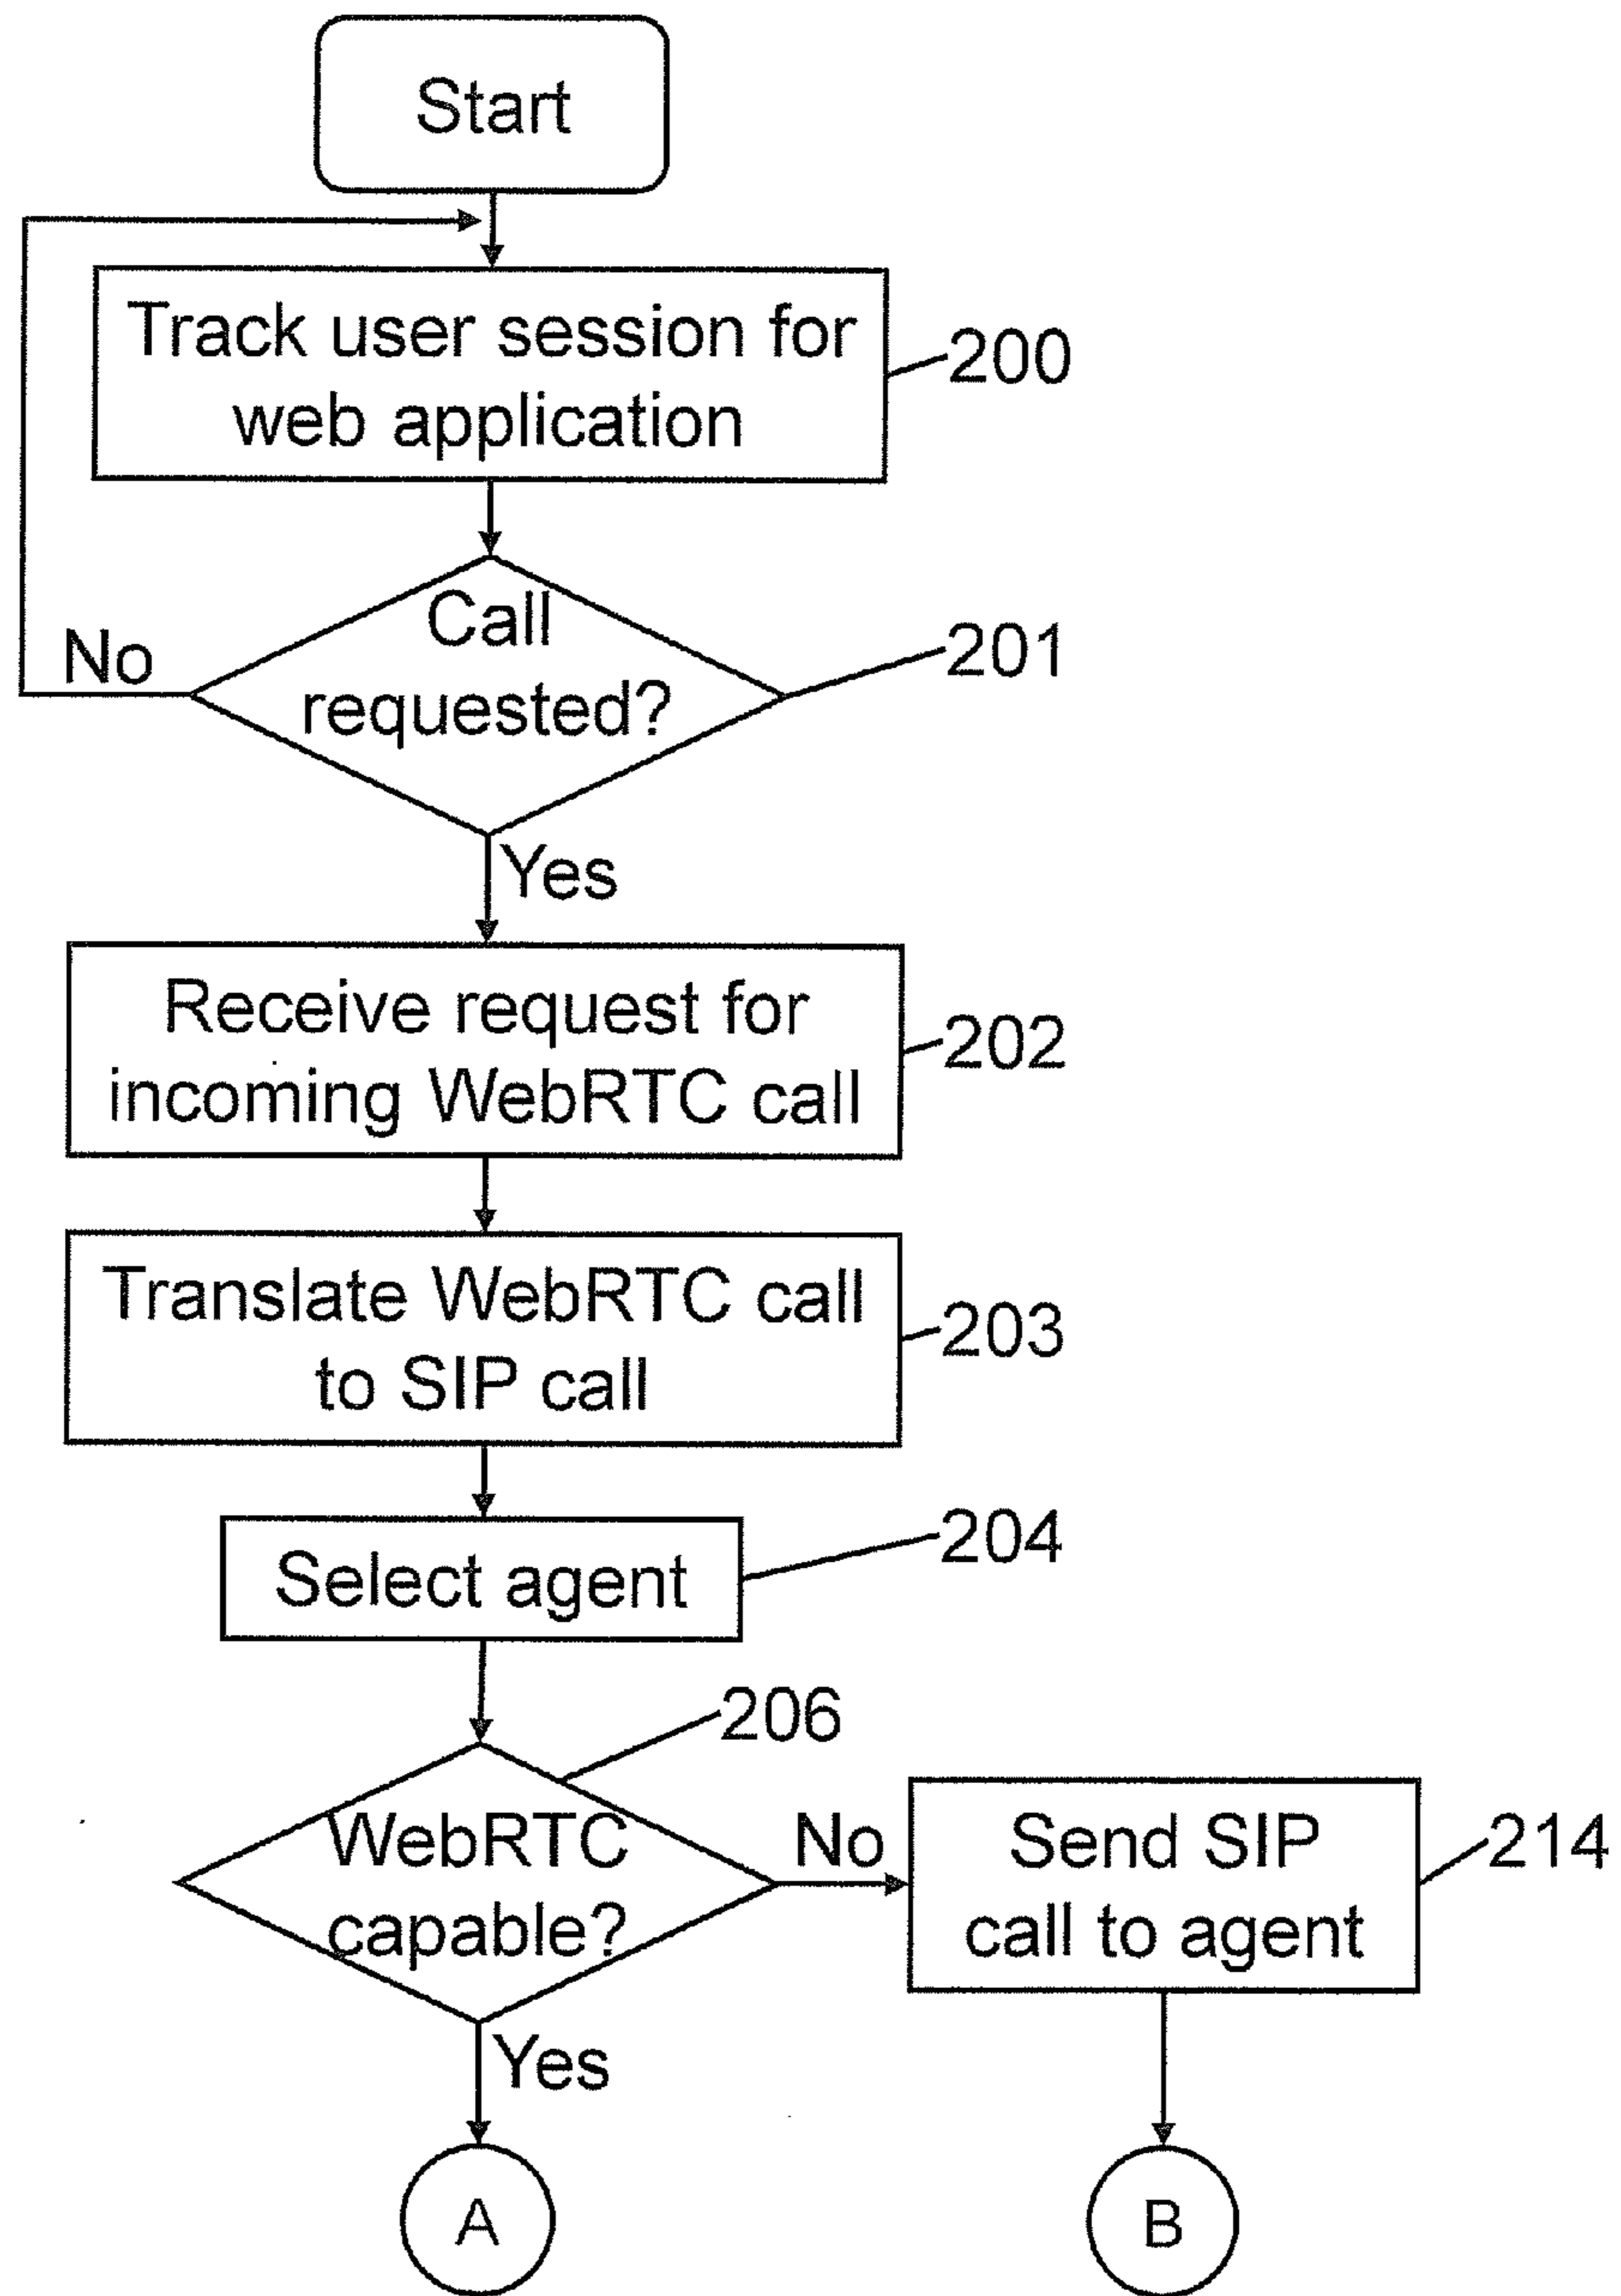 Start
Track user session for
web application
200
Call
requested?
201
No
Yes
Receive request for
incoming WebRTC call
202
Translate WebRTC call
to SIP call
203
Select agent
204
206
WebRTC
capable?
No
Send SIP
call to agent
214
Yes
A
B